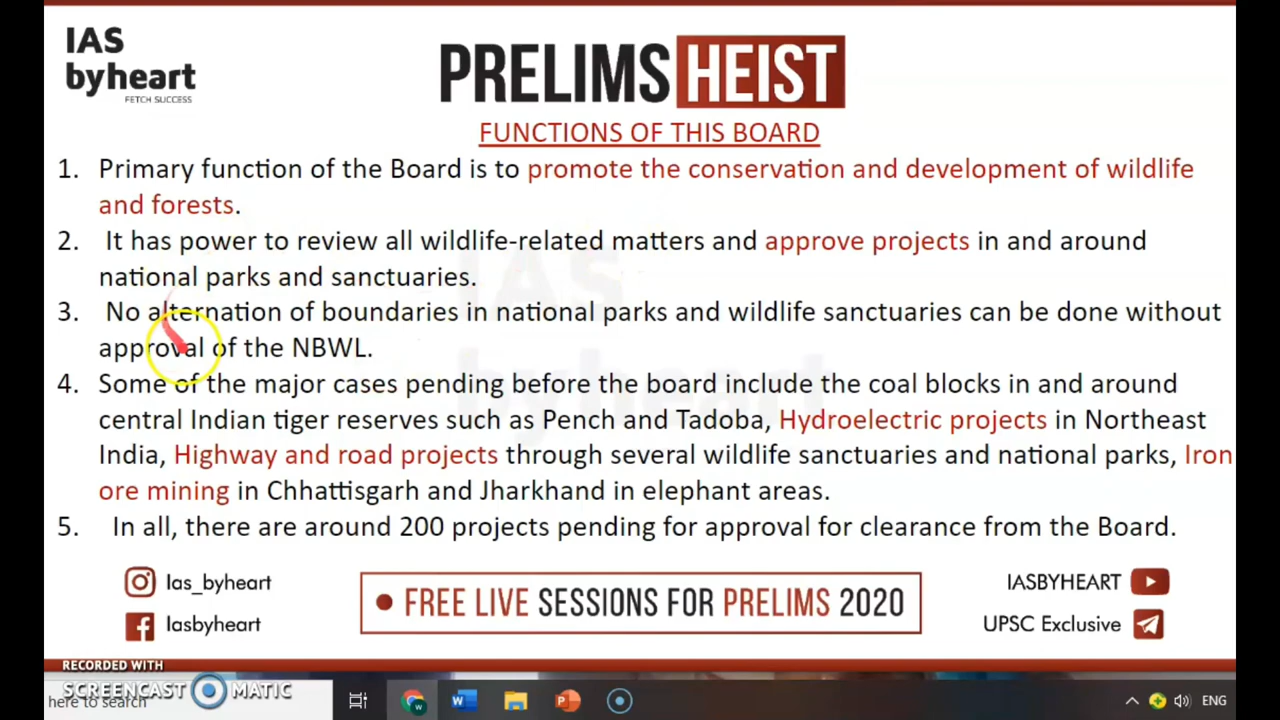 IAS
byheart
FETCH SUCCESS
PRELIMS HEIST
FUNCTIONS OF THIS BOARD
1. Primary function of the Board is to promote the conservation and development of wildlife
and forests.
2. It has power to review all wildlife-related matters and approve projects in and around
national parks and sanctuaries.
3. No alternation of boundaries in national parks and wildlife sanctuaries can be done without
approval of the NBWL.
4. Some of the major cases pending before the board include the coal blocks in and around
central Indian tiger reserves such as Pench and Tadoba, Hydroelectric projects in Northeast
India, Highway and road projects through several wildlife sanctuaries and national parks, Iron
ore mining in Chhattisgarh and Jharkhand in elephant areas.
5. In all, there are around 200 projects pending for approval for clearance from the Board.
Ias_byheart
Iasbyheart
• FREE LIVE SESSIONS FOR PRELIMS 2020
IASBYHEART
UPSC Exclusive
IAS
byheart
RECORDED WITH
SCREENCAST MATIC
here to search
ENG